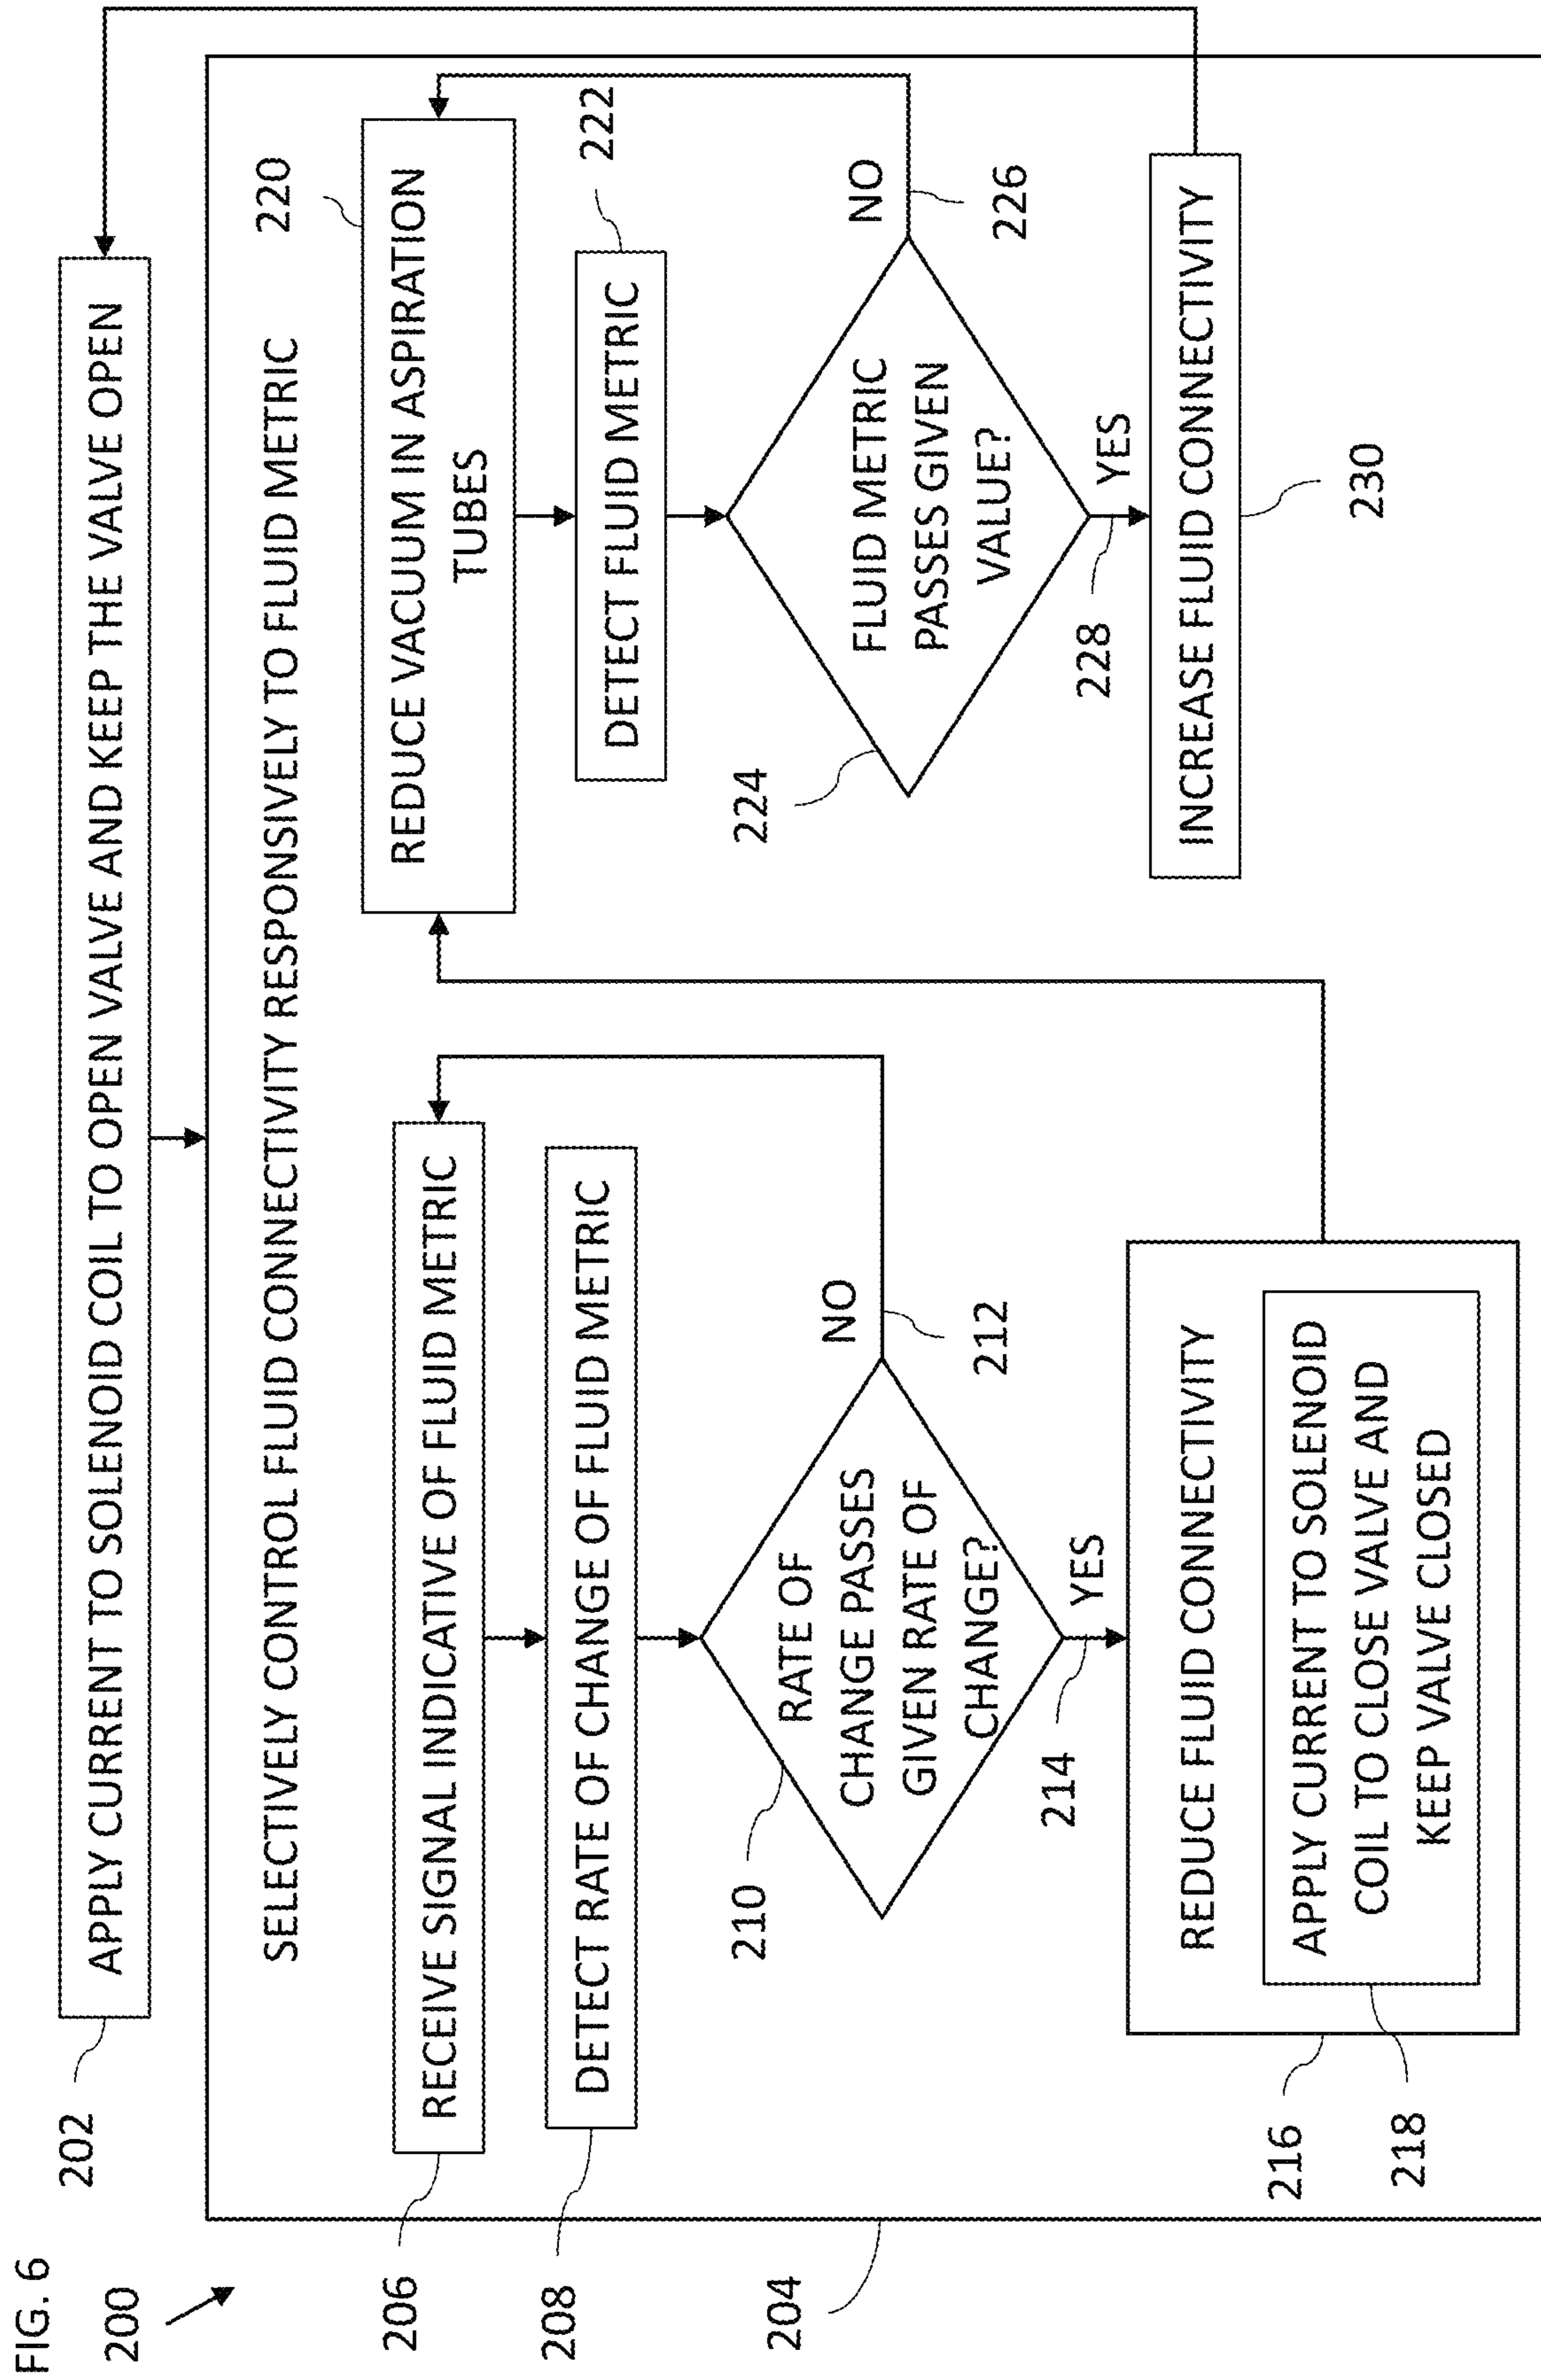 FIG. 6
200
202
APPLY CURRENT TO SOLENOID COIL TO OPEN VALVE AND KEEP THE VALVE OPEN
204
SELECTIVELY CONTROL FLUID CONNECTIVITY RESPONSIVELY TO FLUID METRIC
206
RECEIVE SIGNAL INDICATIVE OF FLUID METRIC
208
DETECT RATE OF CHANGE OF FLUID METRIC
210
RATE OF
CHANGE PASSES
GIVEN RATE OF
CHANGE?
NO
212
214
YES
216
REDUCE FLUID CONNECTIVITY
218
APPLY CURRENT TO SOLENOID
COIL TO CLOSE VALVE AND
KEEP VALVE CLOSED
220
REDUCE VACUUM IN ASPIRATION
TUBES
222
DETECT FLUID METRIC
224
FLUID METRIC
PASSES GIVEN
VALUE?
NO
226
228
YES
INCREASE FLUID CONNECTIVITY
230